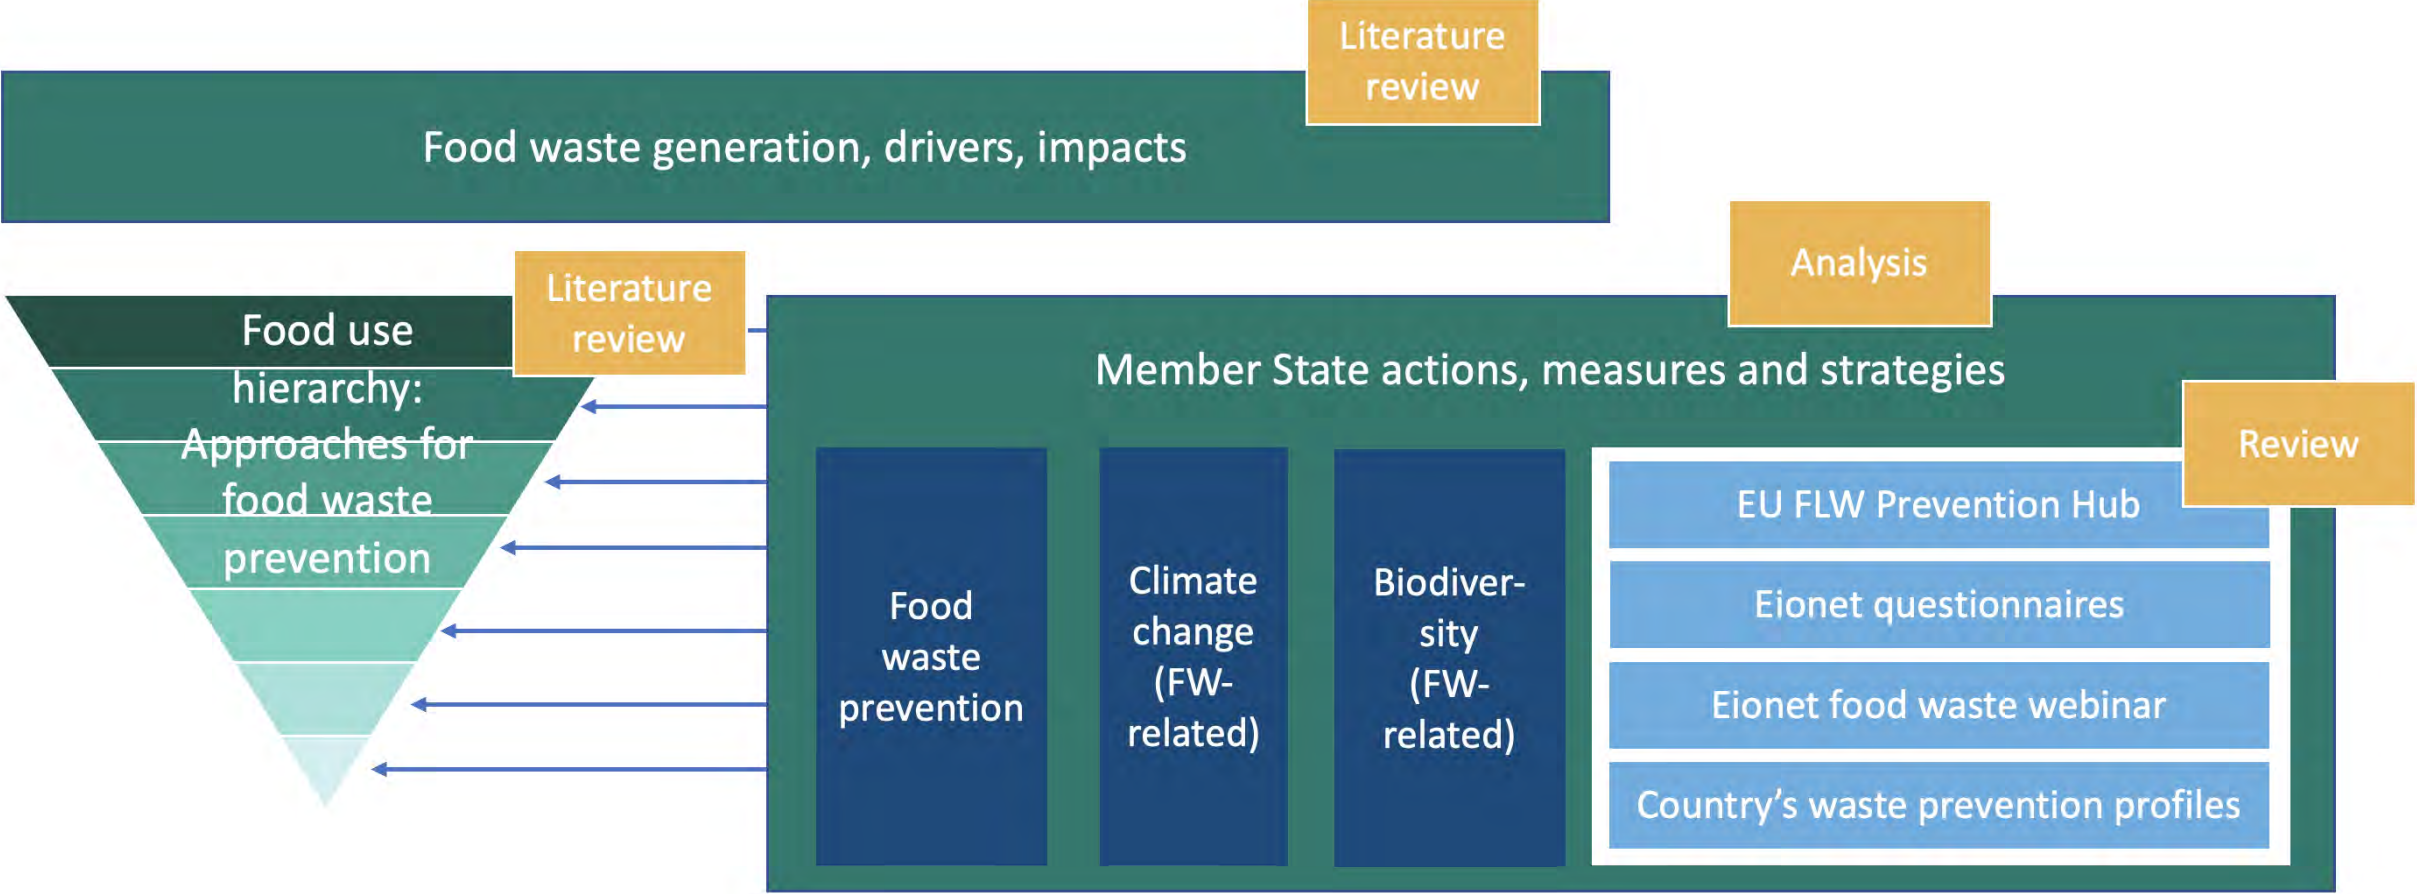 Literature
review
Food waste generation, drivers, impacts
Literature
review
Food use
hierarchy:
Approaches for
food waste
prevention
Analysis
Member State actions, measures and strategies
Review
Food
waste
prevention
Climate
change
(FW-
related)
Biodiver-
sity
(FW-
related)
EU FLW Prevention Hub
Eionet questionnaires
Eionet food waste webinar
Country’s waste prevention profiles